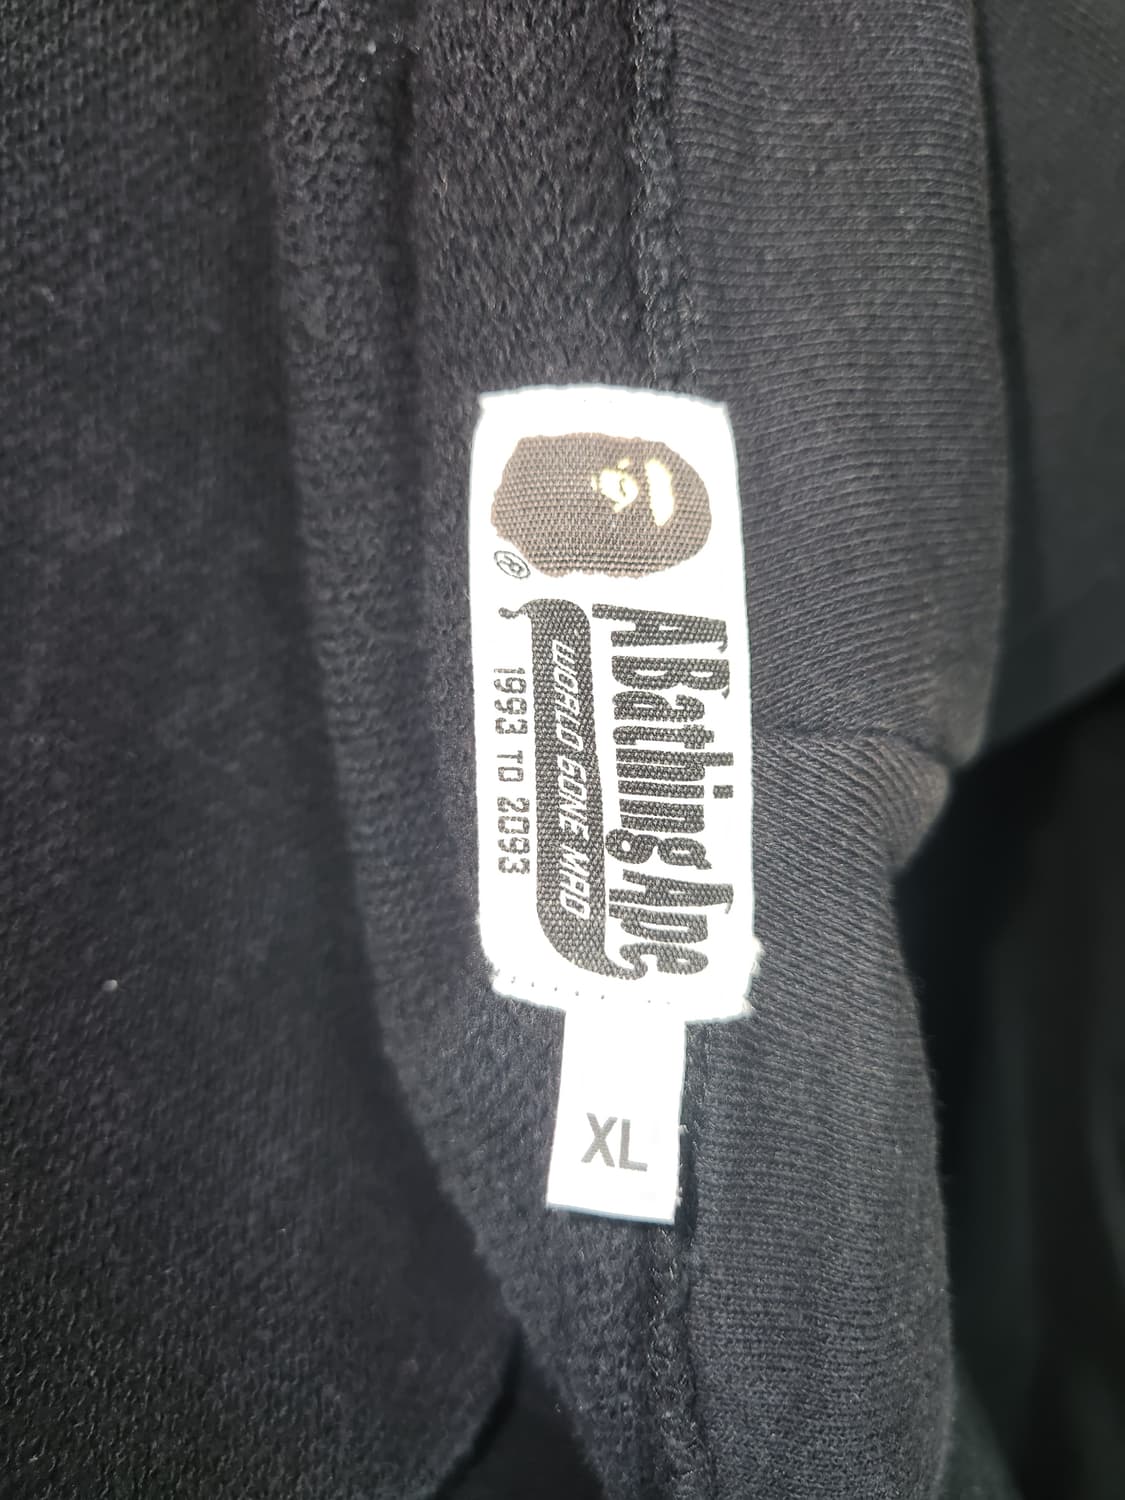 ®
A Bathing Ape
WORLD GONE MAD
1993 TO 2093
XL